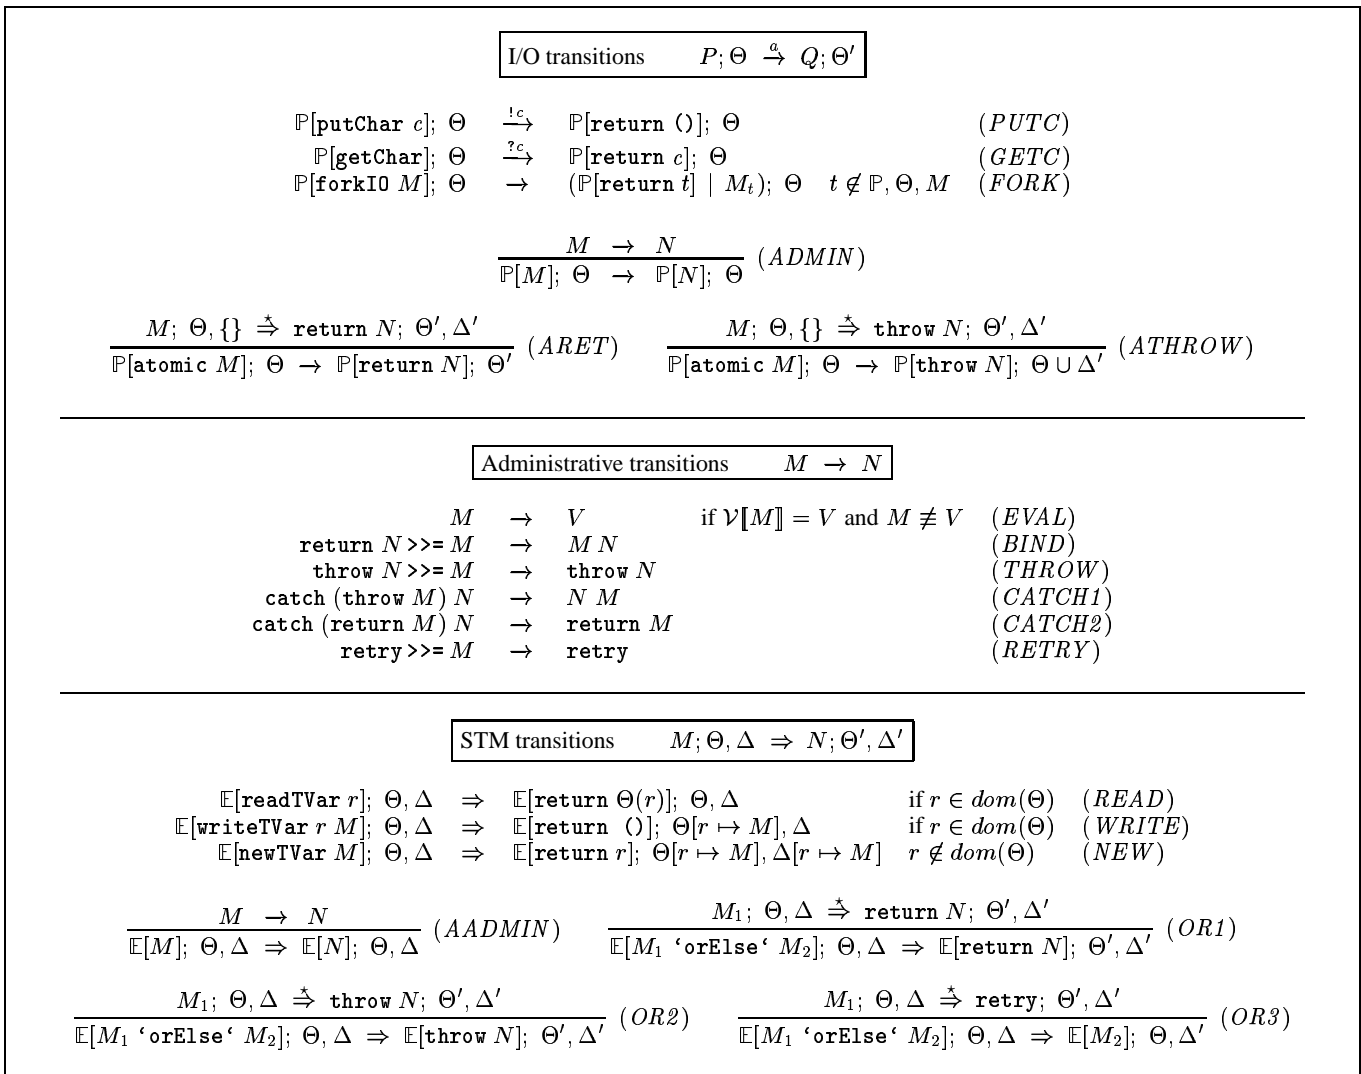 I/O transitions P; Θ →ᵃ Q; Θ′
ℙ[putChar c]; Θ —!c→ ℙ[return ()]; Θ (PUTC)
ℙ[getChar]; Θ —?c→ ℙ[return c]; Θ (GETC)
ℙ[forkIO M]; Θ → (ℙ[return t] | M_t); Θ t ∉ ℙ, Θ, M (FORK)
M → N
(ADMIN)
ℙ[M]; Θ → ℙ[N]; Θ
M; Θ, {} ⇒* return N; Θ′, Δ′
(ARET)
ℙ[atomic M]; Θ → ℙ[return N]; Θ′
M; Θ, {} ⇒* throw N; Θ′, Δ′
(ATHROW)
ℙ[atomic M]; Θ → ℙ[throw N]; Θ ∪ Δ′
Administrative transitions M → N
M → V if 𝒱⟦M⟧ = V and M ≢ V (EVAL)
return N >>= M → M N (BIND)
throw N >>= M → throw N (THROW)
catch (throw M) N → N M (CATCH1)
catch (return M) N → return M (CATCH2)
retry >>= M → retry (RETRY)
STM transitions M; Θ, Δ ⇒ N; Θ′, Δ′
𝔼[readTVar r]; Θ, Δ ⇒ 𝔼[return Θ(r)]; Θ, Δ if r ∈ dom(Θ) (READ)
𝔼[writeTVar r M]; Θ, Δ ⇒ 𝔼[return ()]; Θ[r ↦ M], Δ if r ∈ dom(Θ) (WRITE)
𝔼[newTVar M]; Θ, Δ ⇒ 𝔼[return r]; Θ[r ↦ M], Δ[r ↦ M] r ∉ dom(Θ) (NEW)
M → N
(AADMIN)
𝔼[M]; Θ, Δ ⇒ 𝔼[N]; Θ, Δ
M₁; Θ, Δ ⇒* return N; Θ′, Δ′
(OR1)
𝔼[M₁ ‘orElse‘ M₂]; Θ, Δ ⇒ 𝔼[return N]; Θ′, Δ′
M₁; Θ, Δ ⇒* throw N; Θ′, Δ′
(OR2)
𝔼[M₁ ‘orElse‘ M₂]; Θ, Δ ⇒ 𝔼[throw N]; Θ′, Δ′
M₁; Θ, Δ ⇒* retry; Θ′, Δ′
(OR3)
𝔼[M₁ ‘orElse‘ M₂]; Θ, Δ ⇒ 𝔼[M₂]; Θ, Δ′